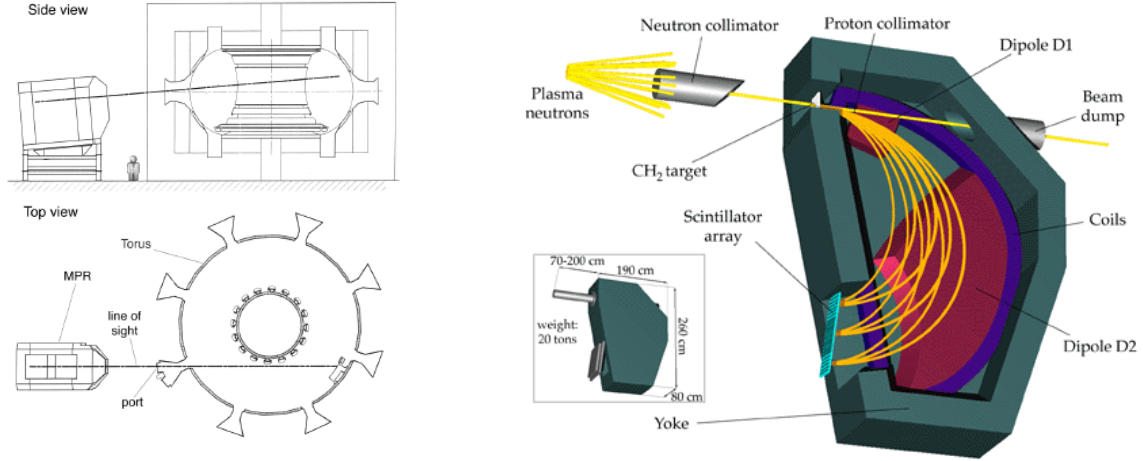 Side view
Top view
Torus
MPR
line of
sight
port
Neutron collimator
Proton collimator
Dipole D1
Plasma
neutrons
Beam
dump
CH₂ target
Scintillator
array
Coils
70-200 cm
190 cm
weight:
20 tons
260 cm
80 cm
Dipole D2
Yoke